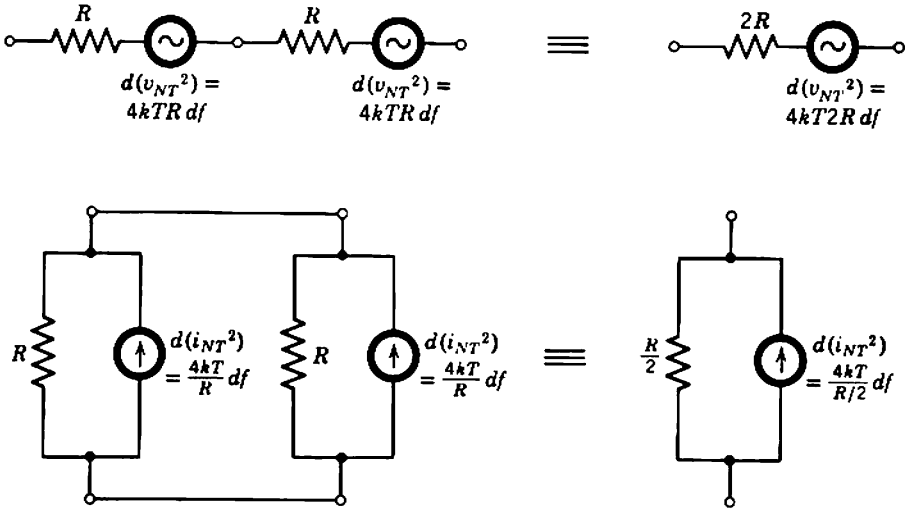 R
R
≡
2R
d(v_NT²) =
4kTR df
d(v_NT²) =
4kTR df
d(v_NT²) =
4kT2R df
R
d(i_NT²)
= 4kT/R df
R
d(i_NT²)
= 4kT/R df
≡
R/2
d(i_NT²)
= 4kT/R/2 df